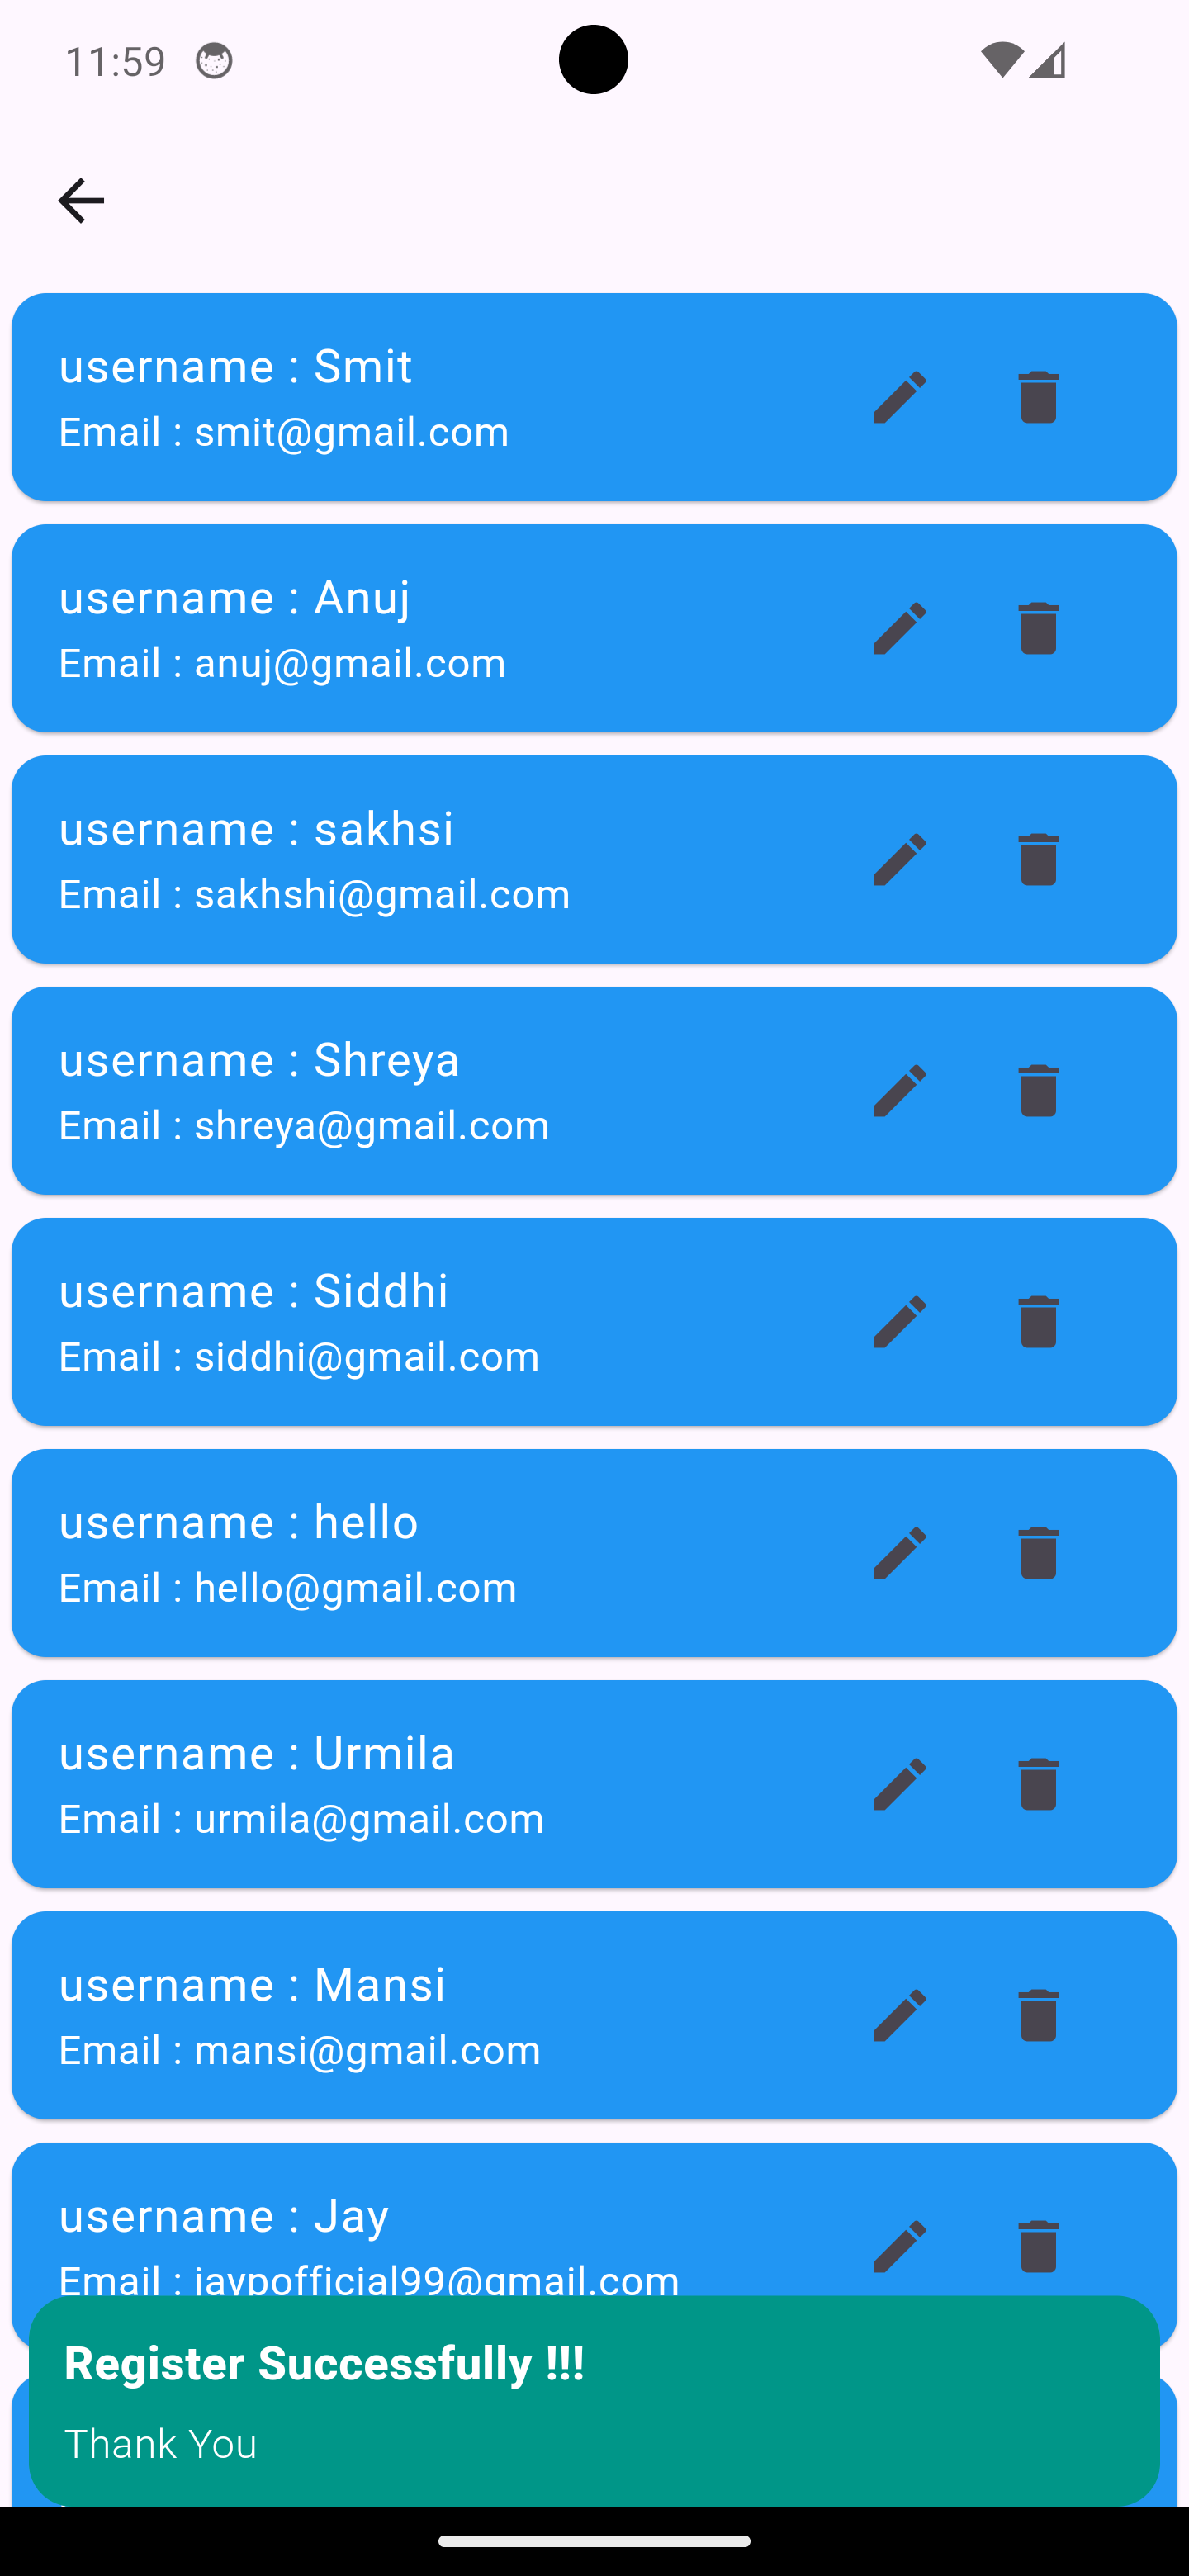 11:59
username : Smit
Email : smit@gmail.com
username : Anuj
Email : anuj@gmail.com
username : sakhsi
Email : sakhshi@gmail.com
username : Shreya
Email : shreya@gmail.com
username : Siddhi
Email : siddhi@gmail.com
username : hello
Email : hello@gmail.com
username : Urmila
Email : urmila@gmail.com
username : Mansi
Email : mansi@gmail.com
username : Jay
Email : jaypofficial99@gmail.com
Register Successfully !!!
Thank You